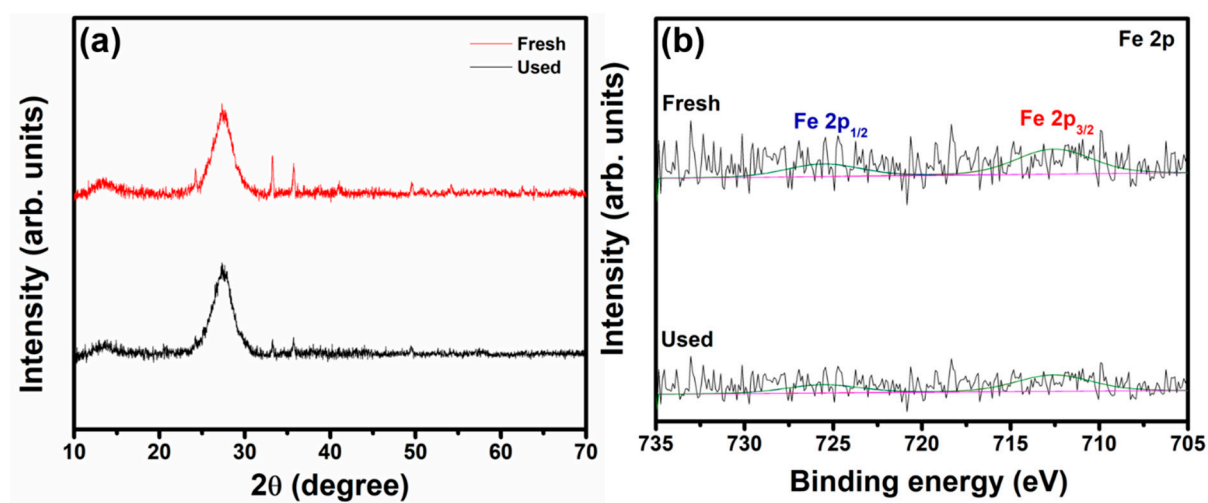 (a)
Fresh
Used
Intensity (arb. units)
10 20 30 40 50 60 70
2θ (degree)
(b)
Fe 2p
Fresh
Fe 2p1/2
Fe 2p3/2
Used
Intensity (arb. units)
735 730 725 720 715 710 705
Binding energy (eV)